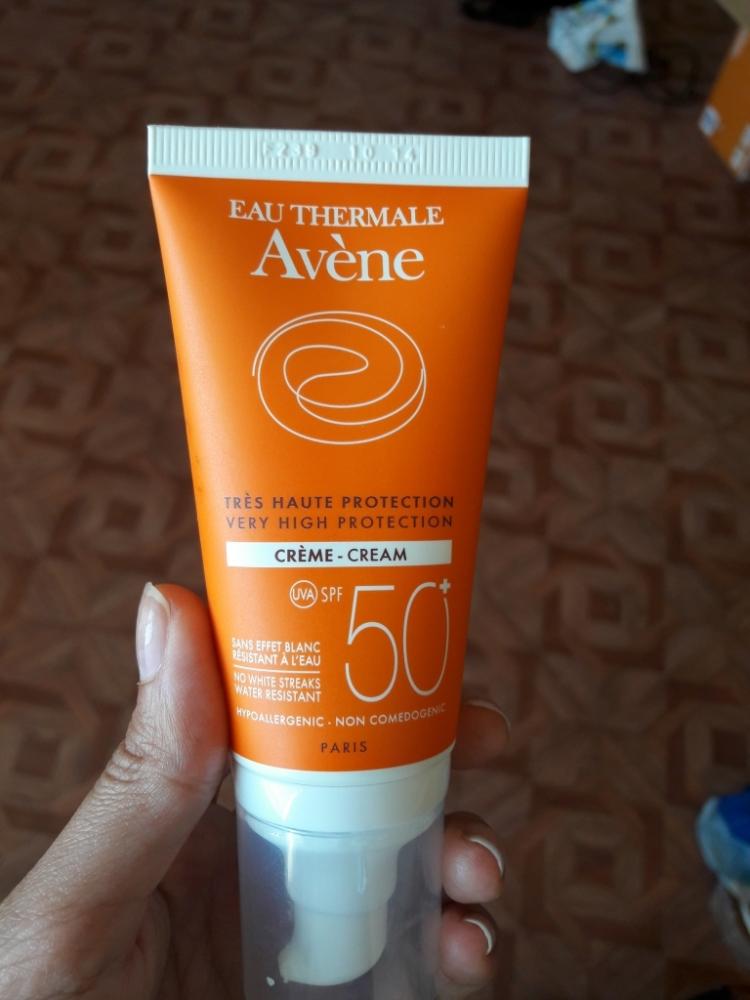 EAU THERMALE
Avène
TRÈS HAUTE PROTECTION
VERY HIGH PROTECTION
CRÈME - CREAM
UVA SPF 50+
SANS EFFET BLANC
RÉSISTANT À L'EAU
NO WHITE STREAKS
WATER RESISTANT
HYPOALLERGENIC - NON COMEDOGENIC
PARIS